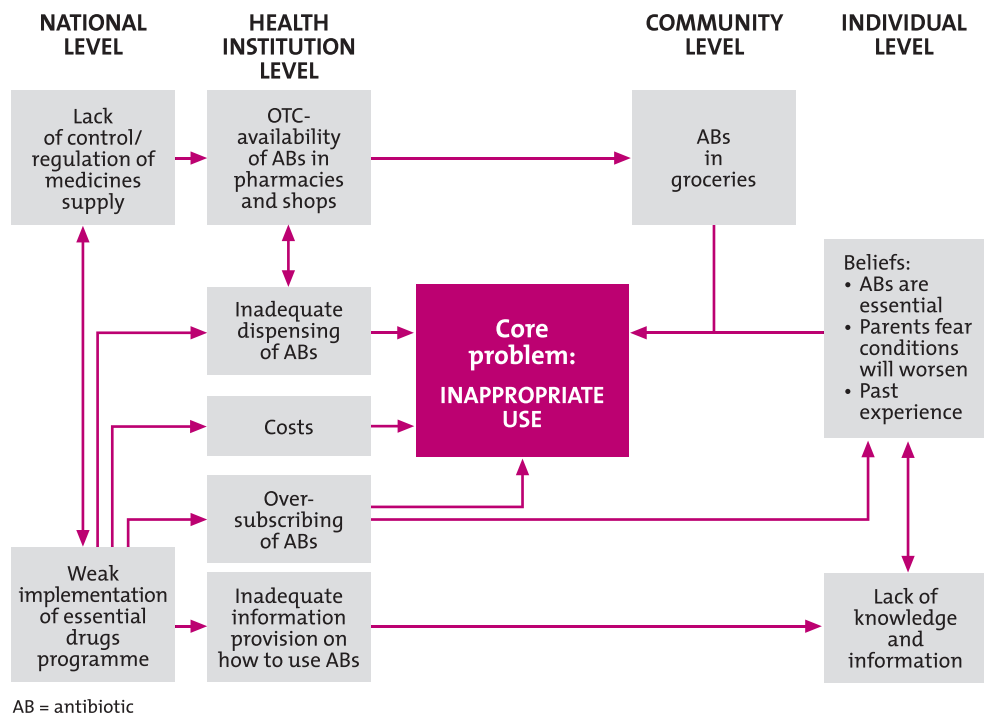 NATIONAL
LEVEL
HEALTH
INSTITUTION
LEVEL
COMMUNITY
LEVEL
INDIVIDUAL
LEVEL
Lack
of control/
regulation of
medicines
supply
OTC-
availability
of ABs in
pharmacies
and shops
ABs
in
groceries
Inadequate
dispensing
of ABs
Core
problem:
INAPPROPRIATE
USE
Beliefs:
• ABs are
essential
• Parents fear
conditions
will worsen
• Past
experience
Costs
Over-
subscribing
of ABs
Weak
implementation
of essential
drugs
programme
Inadequate
information
provision on
how to use ABs
Lack of
knowledge
and
information
AB = antibiotic